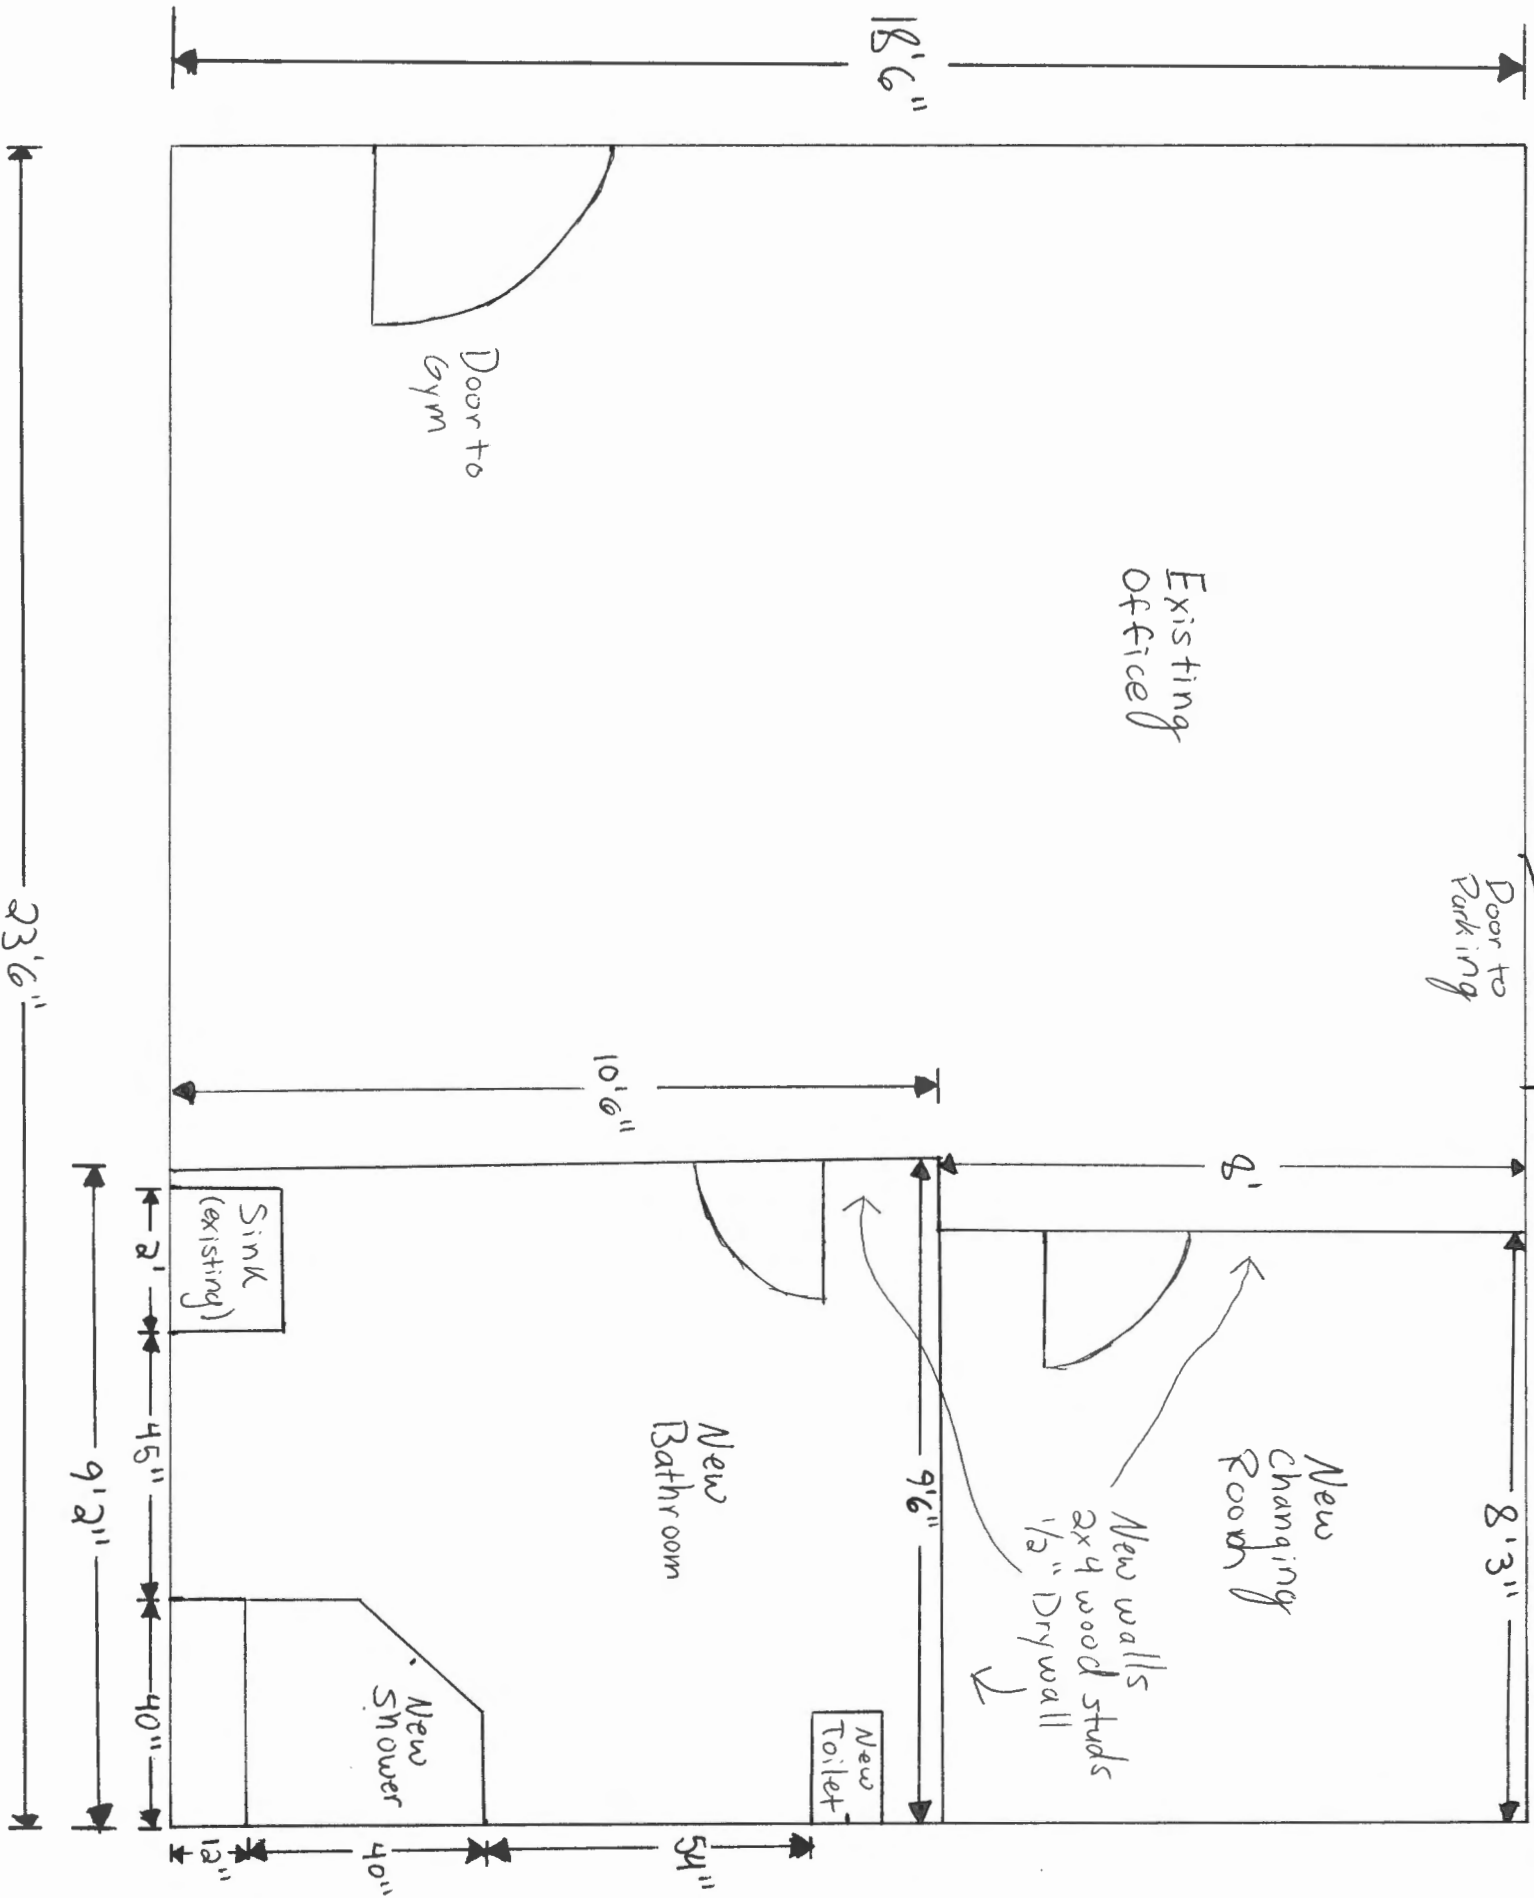 18'6"
Door to
Gym
Existing
Office
Door to
Parking
23'6"
10'6"
8'
Sink
(existing)
2'
45"
9'2"
40"
New
Bathroom
9'6"
New
Changing
Room
8'3"
New walls
2x4 wood studs
1/2" Drywall
New
Shower
New
Toilet
12"
40"
54"